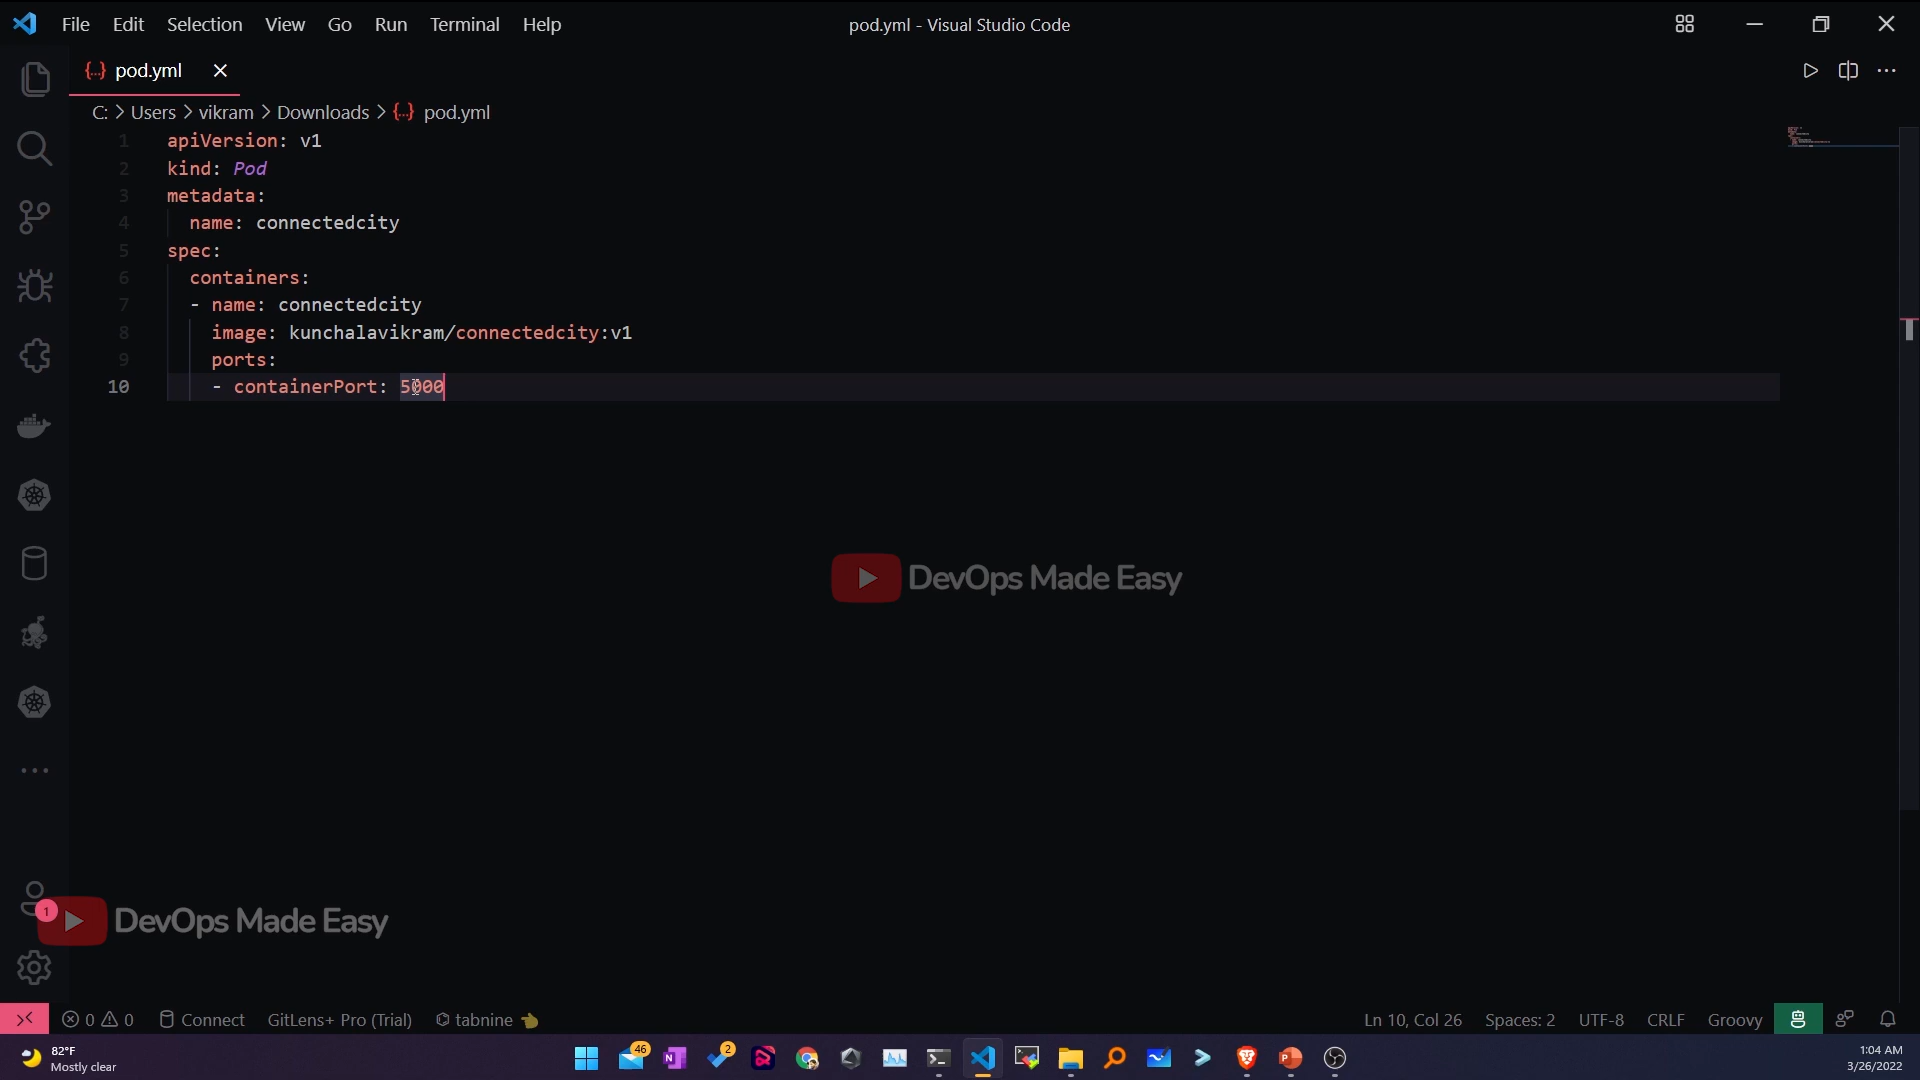 File Edit Selection View Go Run Terminal Help
pod.yml - Visual Studio Code
{..} pod.yml
C: > Users > vikram > Downloads > {..} pod.yml
1 apiVersion: v1
2 kind: Pod
3 metadata:
4   name: connectedcity
5 spec:
6   containers:
7   - name: connectedcity
8     image: kunchalavikram/connectedcity:v1
9     ports:
10     - containerPort: 5000
DevOps Made Easy
1
DevOps Made Easy
0 0 Connect GitLens+ Pro (Trial) tabnine
Ln 10, Col 26 Spaces: 2 UTF-8 CRLF Groovy
82°F
Mostly clear
46
N
2
P
1:04 AM
3/26/2022